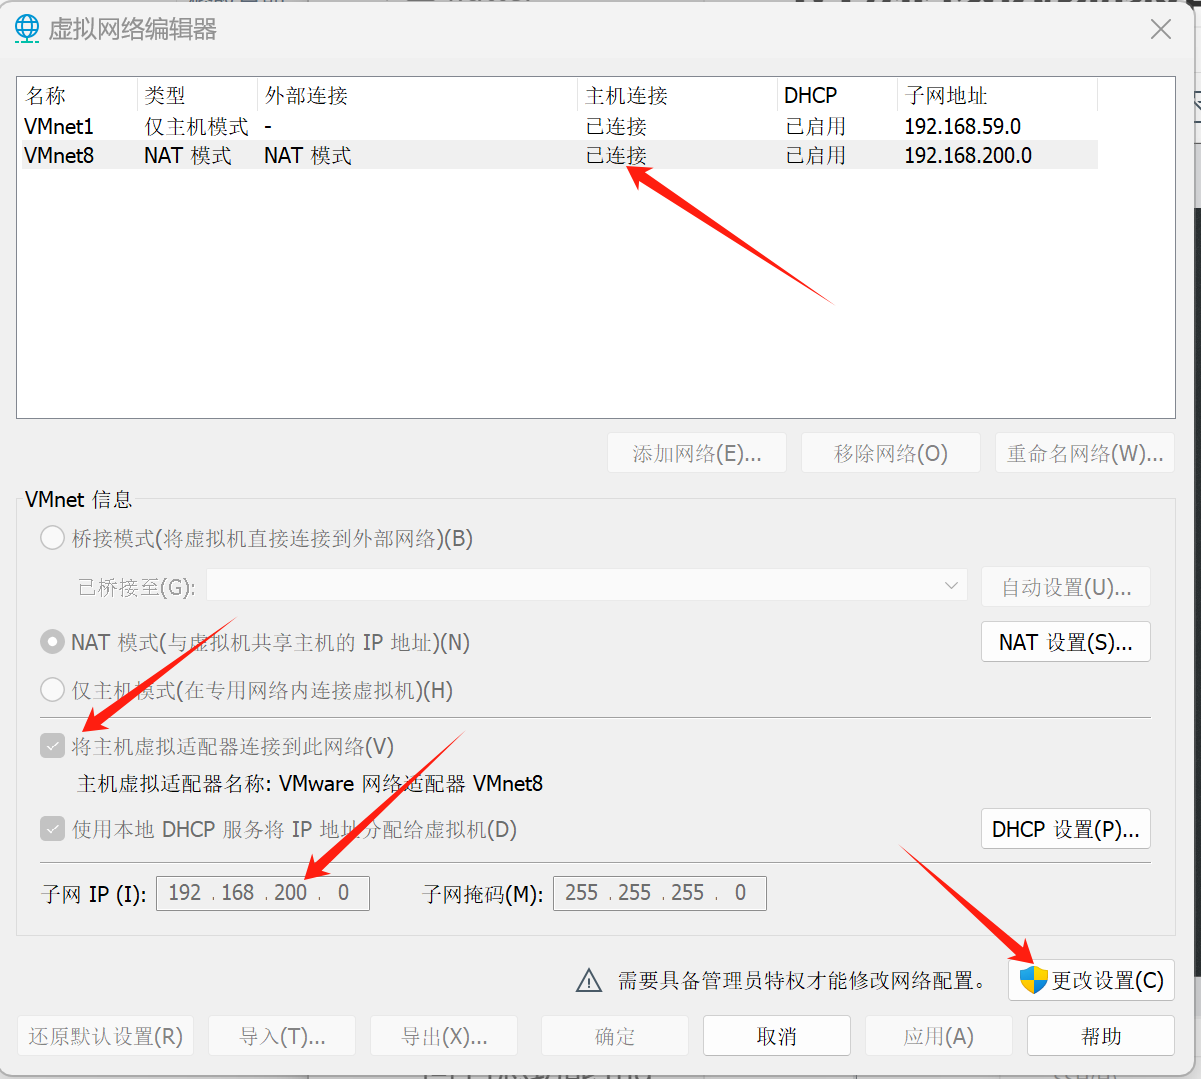 虚拟网络编辑器
名称 类型 外部连接 主机连接 DHCP 子网地址
VMnet1 仅主机模式 - 已连接 已启用 192.168.59.0
VMnet8 NAT 模式 NAT 模式 已连接 已启用 192.168.200.0
添加网络(E)... 移除网络(O) 重命名网络(W)...
VMnet 信息
桥接模式(将虚拟机直接连接到外部网络)(B)
已桥接至(G): 自动设置(U)...
NAT 模式(与虚拟机共享主机的 IP 地址)(N) NAT 设置(S)...
仅主机模式(在专用网络内连接虚拟机)(H)
将主机虚拟适配器连接到此网络(V)
主机虚拟适配器名称: VMware 网络适配器 VMnet8
使用本地 DHCP 服务将 IP 地址分配给虚拟机(D) DHCP 设置(P)...
子网 IP (I): 192 . 168 . 200 . 0 子网掩码(M): 255 . 255 . 255 . 0
需要具备管理员特权才能修改网络配置。 更改设置(C)
还原默认设置(R) 导入(T)... 导出(X)... 确定 取消 应用(A) 帮助